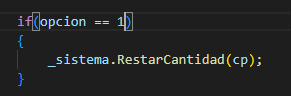 if(opcion == 1)
{
    _sistema.RestarCantidad(cp);
}